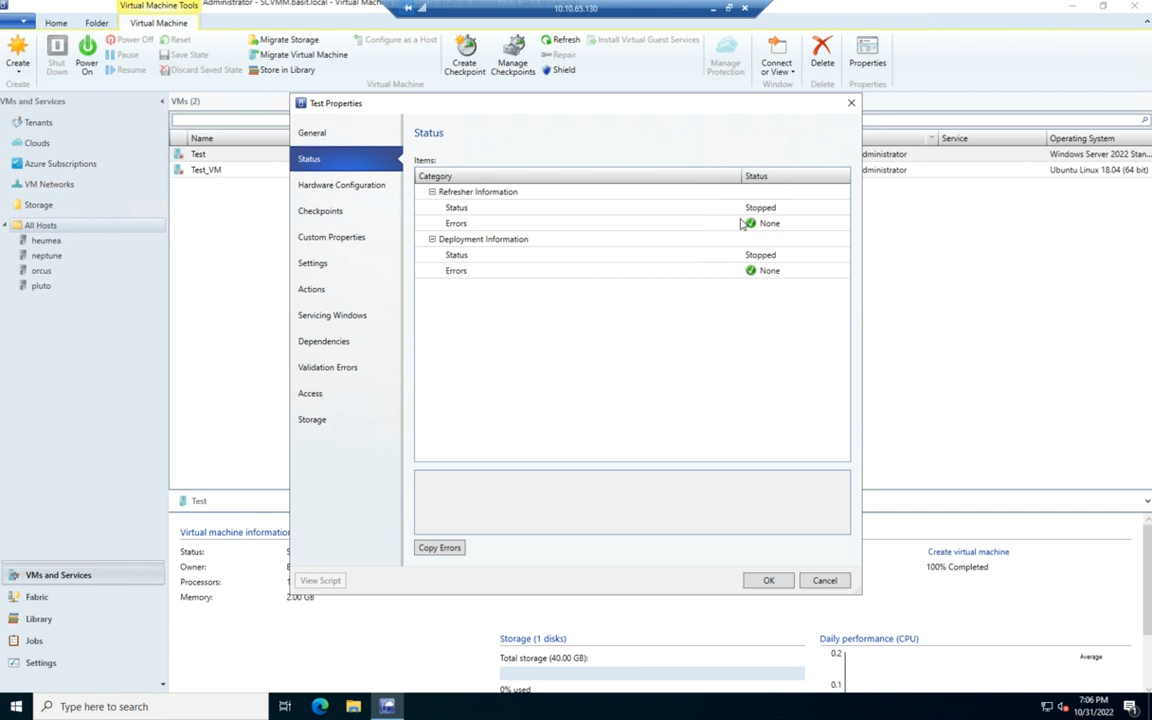 Virtual Machine Tools
Administrator - SCVMM.basit.local - Virtual
10.10.65.130
Home
Folder
Virtual Machine
Create
Shut Down
Power On
Power Off
Pause
Resume
Reset
Save State
Discard Saved State
Migrate Storage
Migrate Virtual Machine
Store in Library
Configure as a Host
Create Checkpoint
Manage Checkpoints
Refresh
Repair
Shield
Install Virtual Guest Services
Manage Protection
Connect or View
Delete
Properties
Create
Virtual Machine
Window
Delete
Properties
VMs and Services
Tenants
Clouds
Azure Subscriptions
VM Networks
Storage
All Hosts
heumea
neptune
orcus
pluto
VMs and Services
Fabric
Library
Jobs
Settings
VMs (2)
Name
Service
Operating System
Test
dministrator
Windows Server 2022 Stan...
Test_VM
dministrator
Ubuntu Linux 18.04 (64 bit)
Test Properties
General
Status
Hardware Configuration
Checkpoints
Custom Properties
Settings
Actions
Servicing Windows
Dependencies
Validation Errors
Access
Storage
Status
Items:
Category
Status
Refresher Information
Status
Stopped
Errors
None
Deployment Information
Status
Stopped
Errors
None
Copy Errors
View Script
OK
Cancel
Test
Virtual machine information
Status:
Owner:
Processors:
Memory:
2.00 GB
Create virtual machine
100% Completed
Storage (1 disks)
Total storage (40.00 GB):
0% used
Daily performance (CPU)
0.2
0.1
Average
Type here to search
7:06 PM
10/31/2022